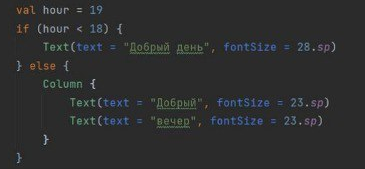 val hour = 19
if (hour < 18) {
    Text(text = "Добрый день", fontSize = 28.sp)
} else {
    Column {
        Text(text = "Добрый", fontSize = 23.sp)
        Text(text = "вечер", fontSize = 23.sp)
    }
}